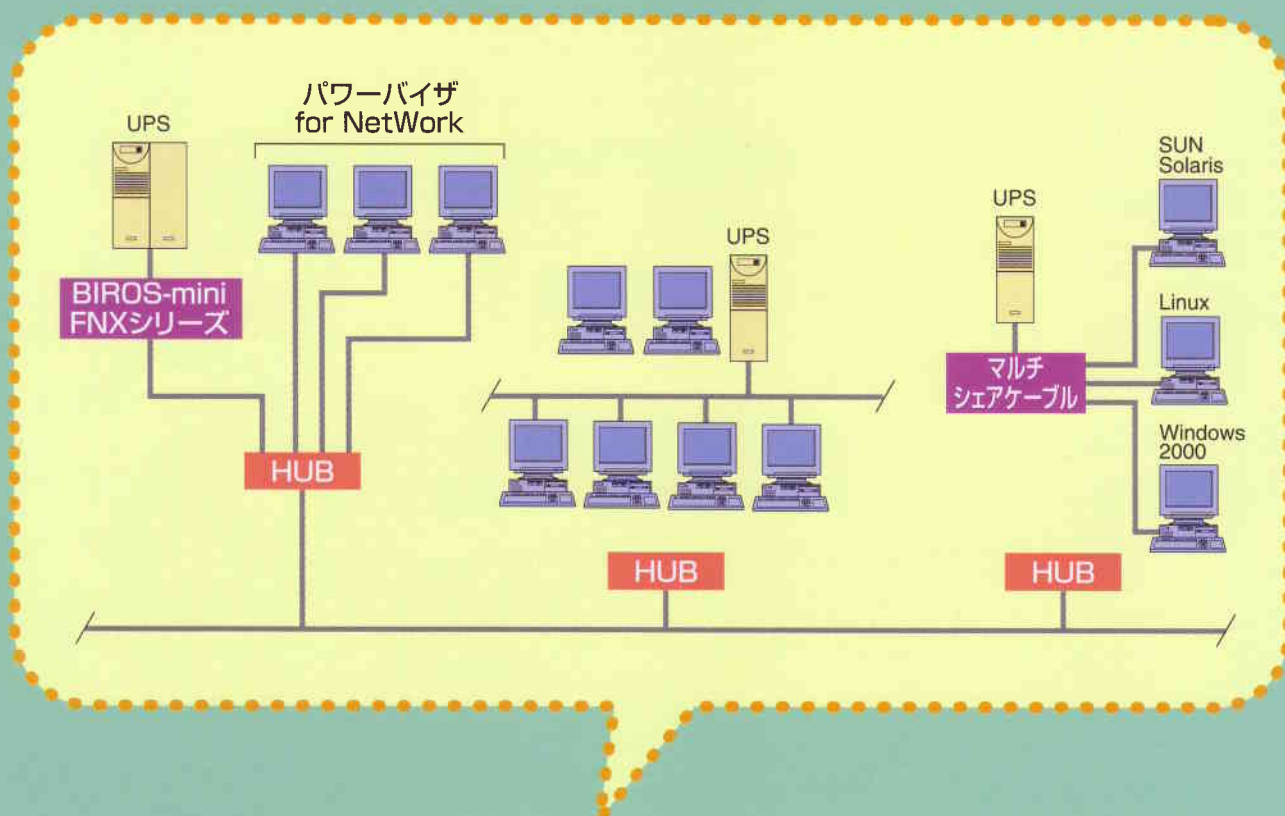 UPS
パワーバイザ
for NetWork
BIROS-mini
FNXシリーズ
HUB
UPS
HUB
UPS
マルチ
シェアケーブル
SUN
Solaris
Linux
Windows
2000
HUB